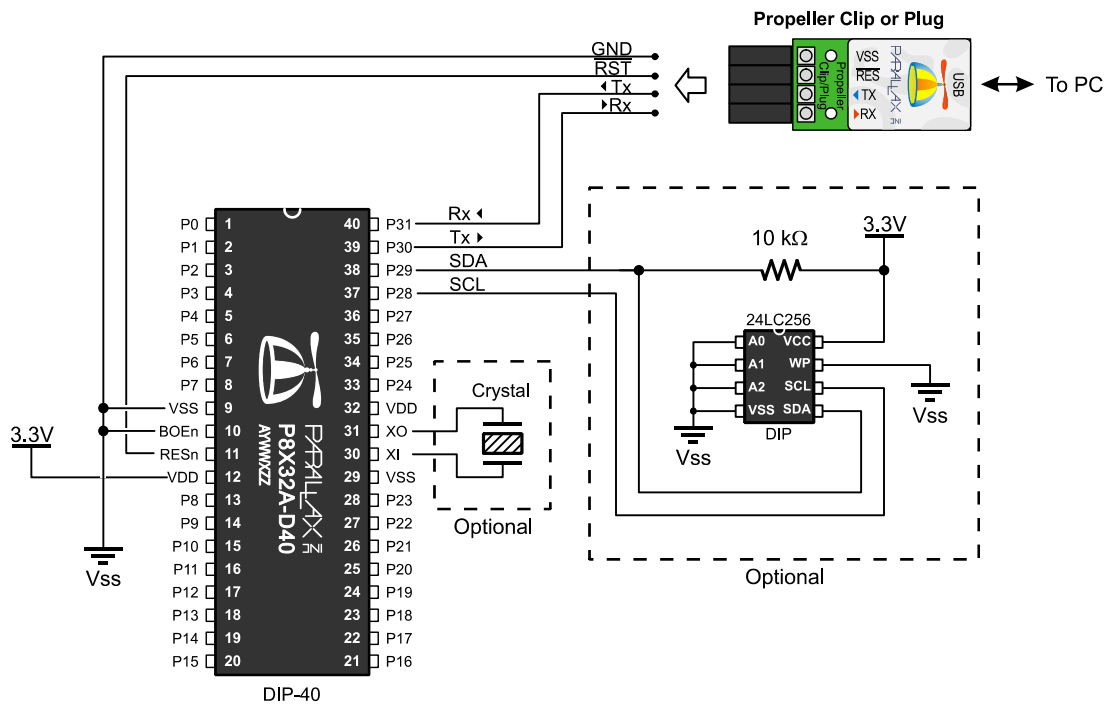 Propeller Clip or Plug
GND
RST
Tx
Rx
VSS
RES
TX
RX
Propeller
Clip/Plug
PARALLAX INC
USB
To PC
Rx
Tx
SDA
SCL
P0 1 40 P31
P1 2 39 P30
P2 3 38 P29
P3 4 37 P28
P4 5 36 P27
P5 6 35 P26
P6 7 34 P25
P7 8 33 P24
VSS 9 32 VDD
BOEn 10 31 XO
RESn 11 30 XI
VDD 12 29 VSS
P8 13 28 P23
P9 14 27 P22
P10 15 26 P21
P11 16 25 P20
P12 17 24 P19
P13 18 23 P18
P14 19 22 P17
P15 20 21 P16
PARALLAX INC
P8X32A-D40
AYWWXZZ
DIP-40
3.3V
Vss
Crystal
Optional
10 kΩ
3.3V
24LC256
A0 VCC
A1 WP
A2 SCL
VSS SDA
DIP
Vss
Vss
Optional